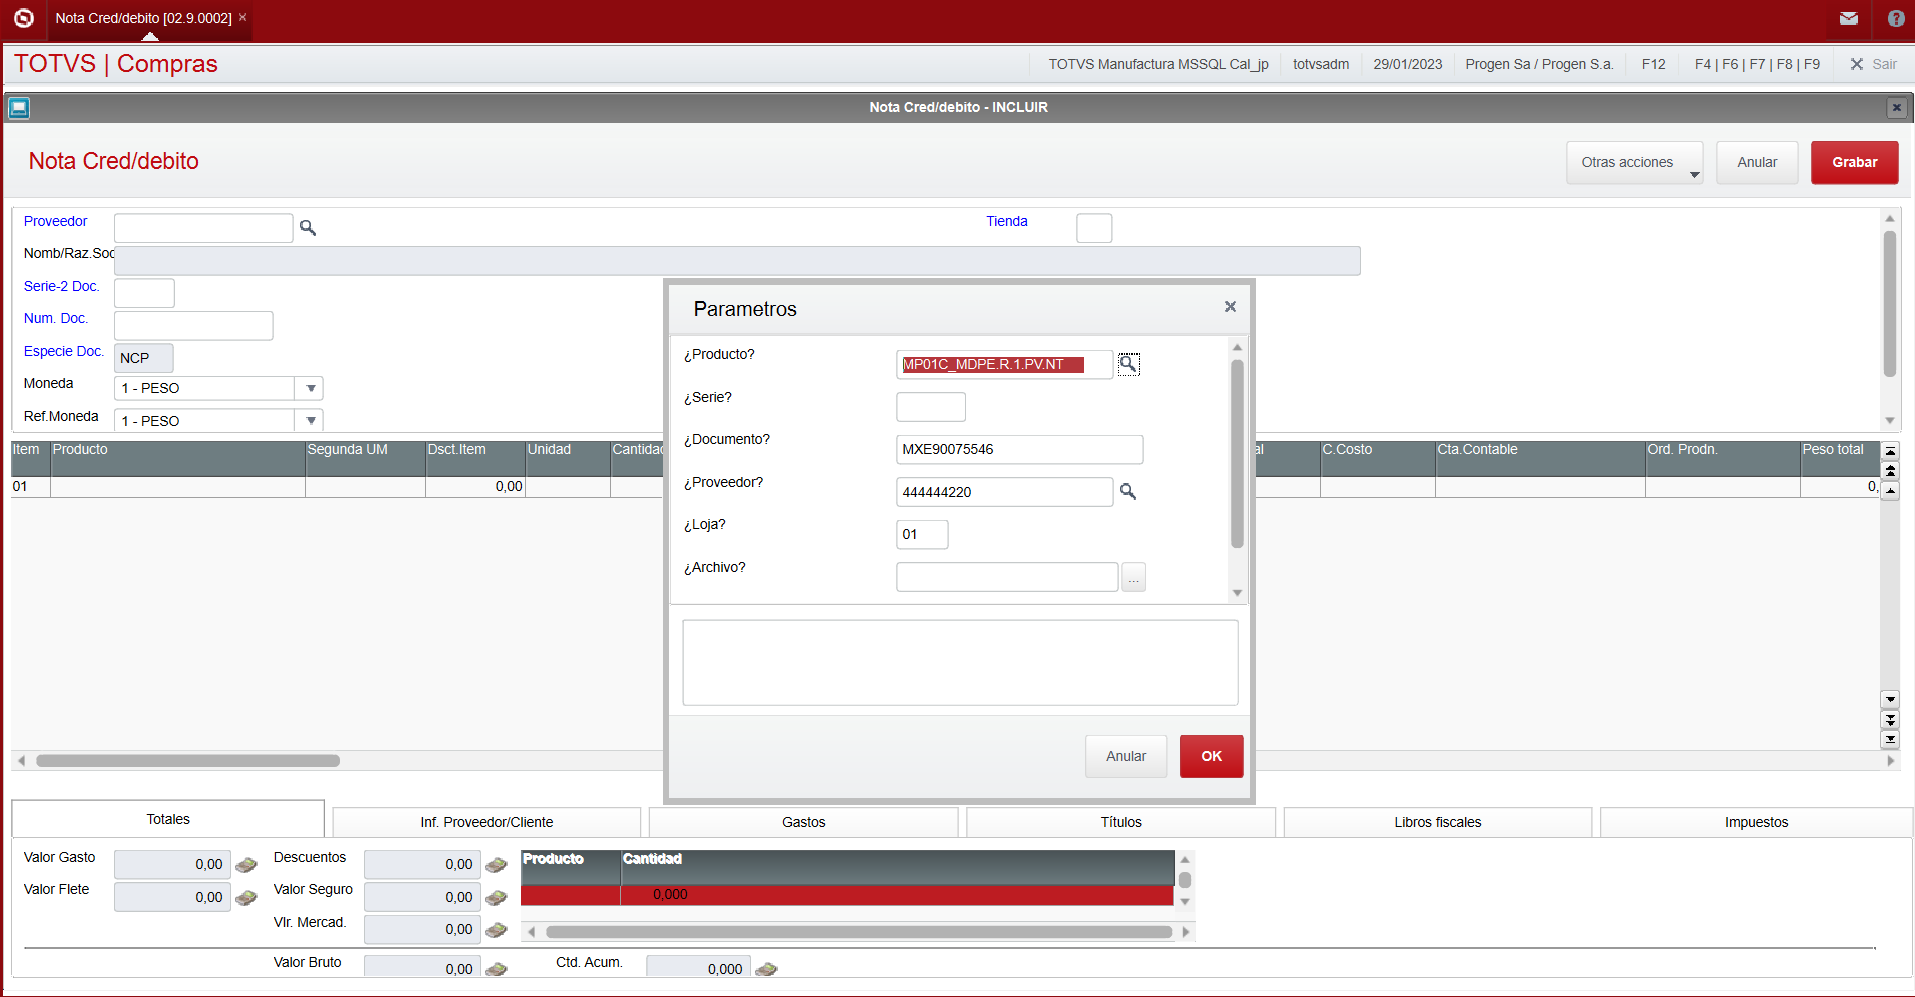 Nota Cred/debito [02.9.0002] ×
TOTVS | Compras
TOTVS Manufactura MSSQL Cal_jp
totvsadm
29/01/2023
Progen Sa / Progen S.a.
F12
F4 | F6 | F7 | F8 | F9
Sair
Nota Cred/debito - INCLUIR
Nota Cred/debito
Otras acciones
Anular
Grabar
Proveedor
Tienda
Nomb/Raz.Soc
Serie-2 Doc.
Num. Doc.
Especie Doc.
NCP
Moneda
1 - PESO
Ref.Moneda
1 - PESO
Parametros
¿Producto?
MP01C_MDPE.R.1.PV.NT
¿Serie?
¿Documento?
MXE90075546
¿Proveedor?
444444220
¿Loja?
01
¿Archivo?
...
Anular
OK
Item Producto Segunda UM Dsct.Item Unidad Cantidad al C.Costo Cta.Contable Ord. Prodn. Peso total
01 0,00 0,
Totales
Inf. Proveedor/Cliente
Gastos
Títulos
Libros fiscales
Impuestos
Valor Gasto 0,00
Descuentos 0,00
Valor Flete 0,00
Valor Seguro 0,00
Vlr. Mercad. 0,00
Producto Cantidad
0,000
Valor Bruto 0,00
Ctd. Acum. 0,000